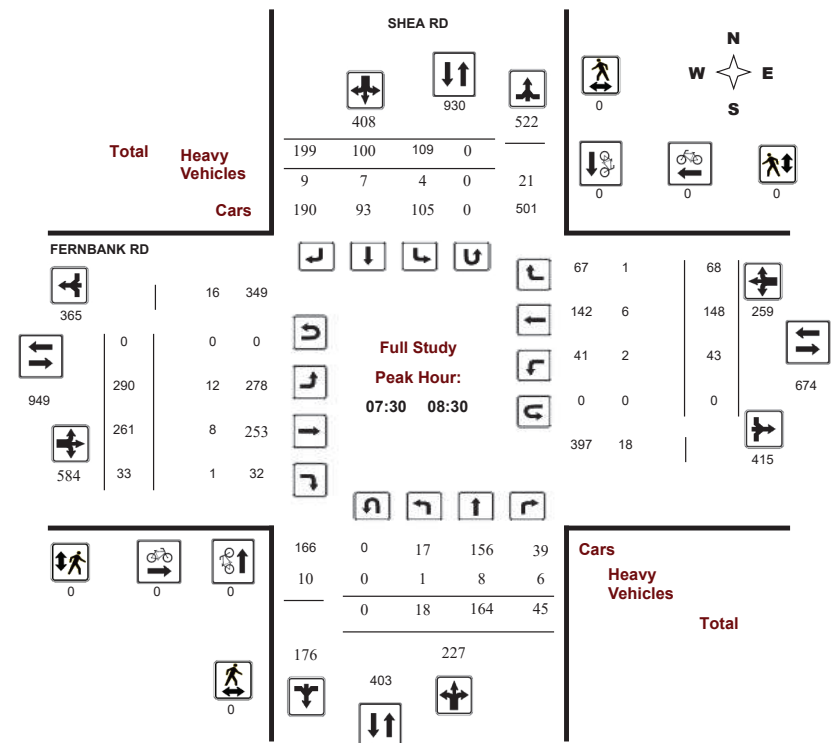 SHEA RD
N
W E
S
408
930
522
0
Total
Heavy
Vehicles
Cars
199 100 109 0
9 7 4 0 21
190 93 105 0 501
0 0 0
FERNBANK RD
365
16 349
67 1 68
259
949
0 0 0
142 6 148
674
290 12 278
41 2 43
261 8 253
0 0 0
584
33 1 32
397 18
415
Full Study
Peak Hour:
07:30 08:30
166 0 17 156 39
10 0 1 8 6
0 18 164 45
0 0 0
Cars
Heavy
Vehicles
Total
176
403
227
0